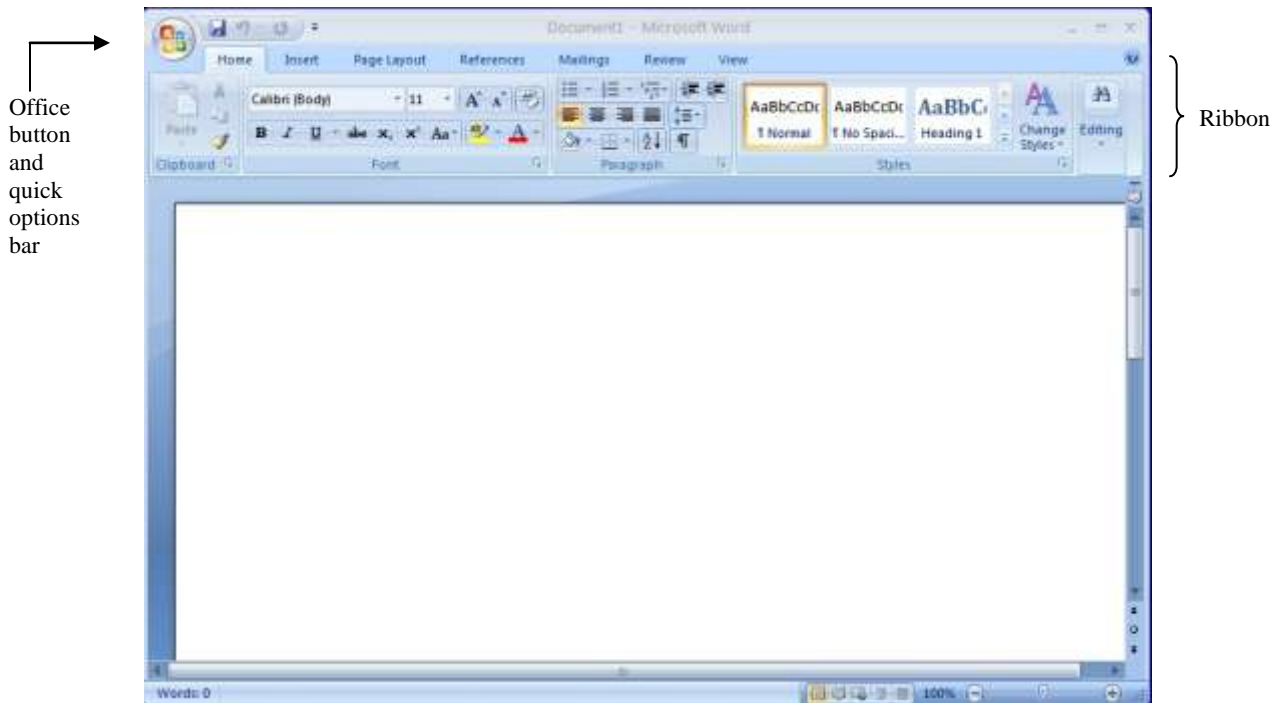 Document1 - Microsoft Word
Home Insert Page Layout References Mailings Review View
Office
button
and
quick
options
bar
Ribbon
Paste
Calibri (Body) 11
B I U abc x, x Aa A
AaBbCcDc AaBbCcDc AaBbC
¶ Normal ¶ No Spaci... Heading 1
Change
Styles
Editing
Clipboard Font Paragraph Styles
Words: 0
100%